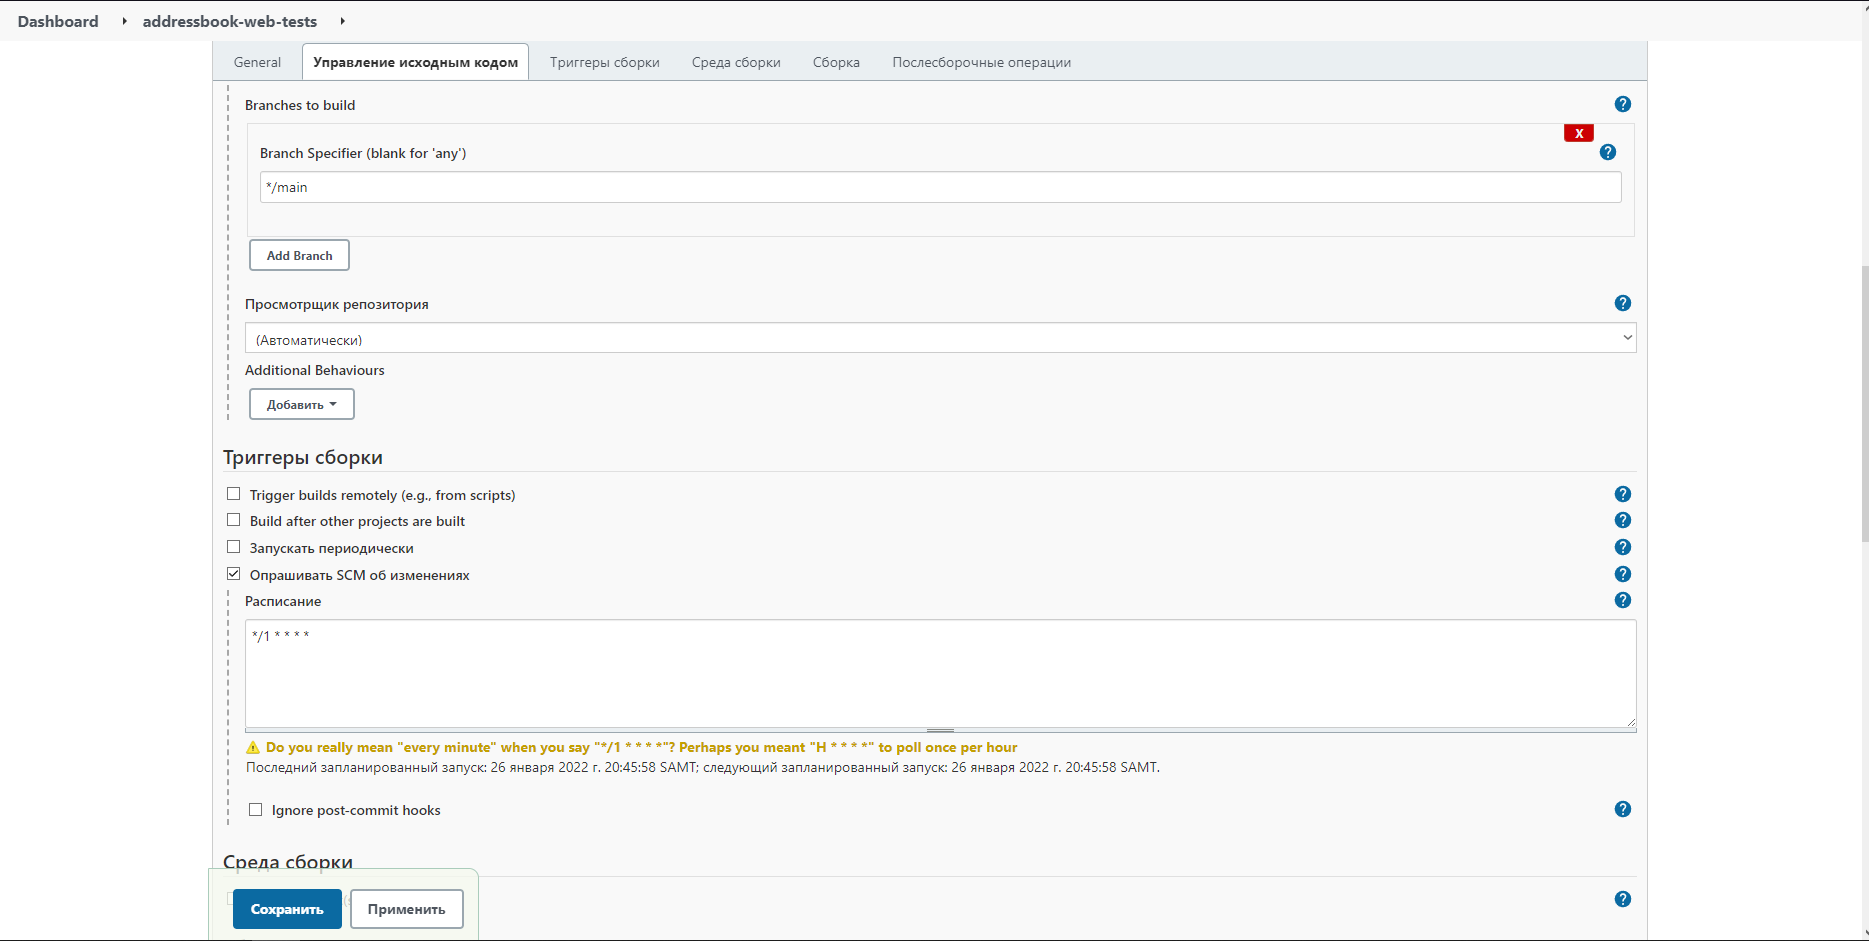 Dashboard addressbook-web-tests
General Управление исходным кодом Триггеры сборки Среда сборки Сборка Послесборочные операции
Branches to build
?
X
Branch Specifier (blank for 'any')
?
*/main
Add Branch
Просмотрщик репозитория
?
(Автоматически)
Additional Behaviours
Добавить
Триггеры сборки
Trigger builds remotely (e.g., from scripts)
?
Build after other projects are built
?
Запускать периодически
?
Опрашивать SCM об изменениях
?
Расписание
?
*/1 * * * *
Do you really mean "every minute" when you say "*/1 * * * *"? Perhaps you meant "H * * * *" to poll once per hour
Последний запланированный запуск: 26 января 2022 г. 20:45:58 SAMT; следующий запланированный запуск: 26 января 2022 г. 20:45:58 SAMT.
Ignore post-commit hooks
?
Среда сборки
?
Сохранить Применить